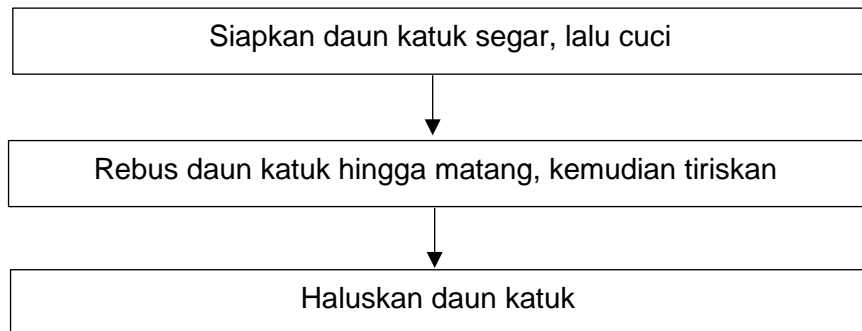 Siapkan daun katuk segar, lalu cuci
Rebus daun katuk hingga matang, kemudian tiriskan
Haluskan daun katuk